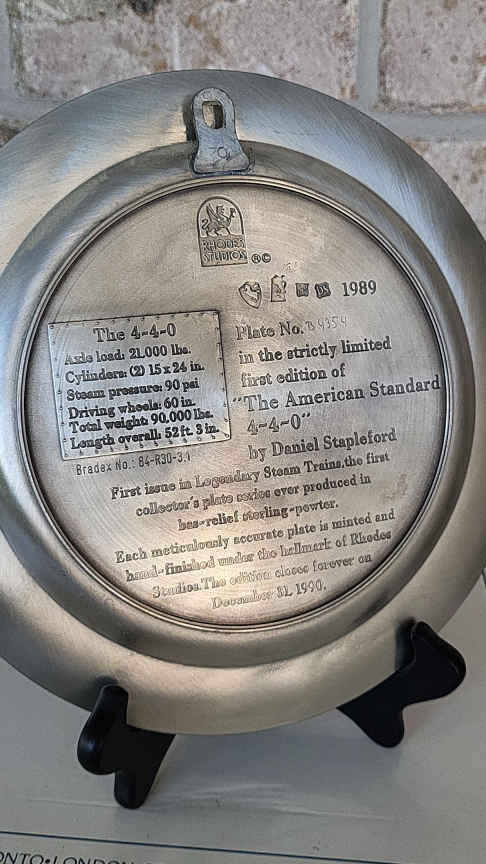 RHODES
STUDIOS ®©
1989
The 4-4-0
Axle load: 21,000 lbs.
Cylinders: (2) 15 x 24 in.
Steam pressure: 90 psi
Driving wheels: 60 in.
Total weight: 90,000 lbs.
Length overall: 52 ft. 3 in.
Bradex No.: 84-R30-3.1
Plate No.
in the strictly limited
first edition of
"The American Standard
4-4-0"
by Daniel Stapleford
First issue in Legendary Steam Trains, the first
collector's plate series ever produced in
bas-relief sterling-pewter.
Each meticulously accurate plate is minted and
hand-finished under the hallmark of Rhodes
Studios. The edition closes forever on
December 31, 1990.
ONTO•LONDON